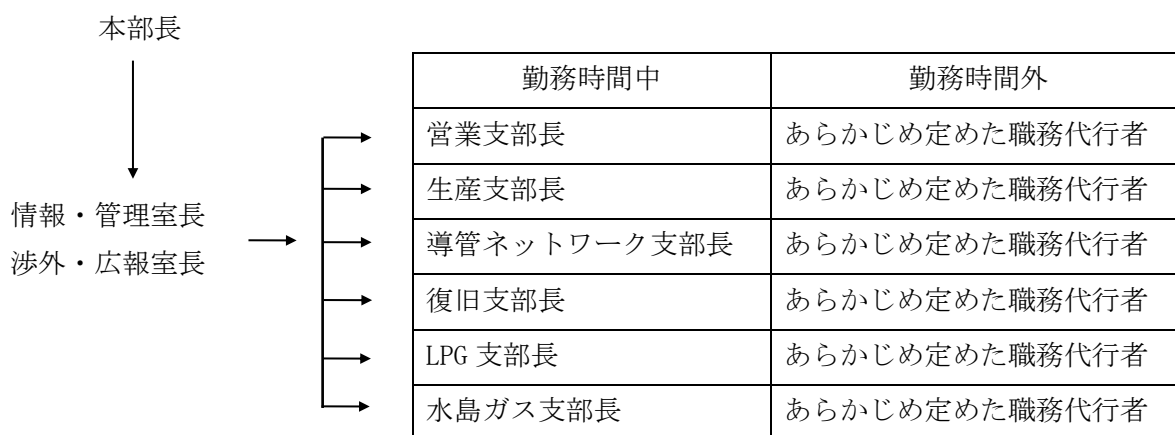 本部長
情報・管理室長
渉外・広報室長
勤務時間中 勤務時間外
営業支部長 あらかじめ定めた職務代行者
生産支部長 あらかじめ定めた職務代行者
導管ネットワーク支部長 あらかじめ定めた職務代行者
復旧支部長 あらかじめ定めた職務代行者
LPG 支部長 あらかじめ定めた職務代行者
水島ガス支部長 あらかじめ定めた職務代行者